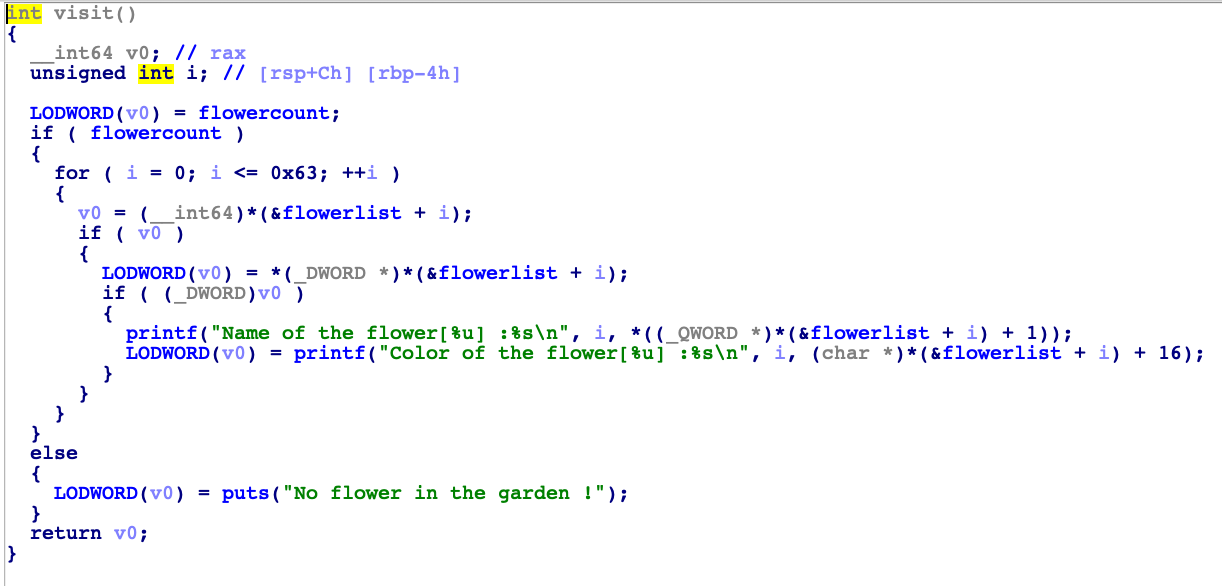 int visit()
{
  __int64 v0; // rax
  unsigned int i; // [rsp+Ch] [rbp-4h]

  LODWORD(v0) = flowercount;
  if ( flowercount )
  {
    for ( i = 0; i <= 0x63; ++i )
    {
      v0 = (__int64)*(&flowerlist + i);
      if ( v0 )
      {
        LODWORD(v0) = *(_DWORD *)*(&flowerlist + i);
        if ( (_DWORD)v0 )
        {
          printf("Name of the flower[%u] :%s\n", i, *((_QWORD *)*(&flowerlist + i) + 1));
          LODWORD(v0) = printf("Color of the flower[%u] :%s\n", i, (char *)*(&flowerlist + i) + 16);
        }
      }
    }
  }
  else
  {
    LODWORD(v0) = puts("No flower in the garden !");
  }
  return v0;
}